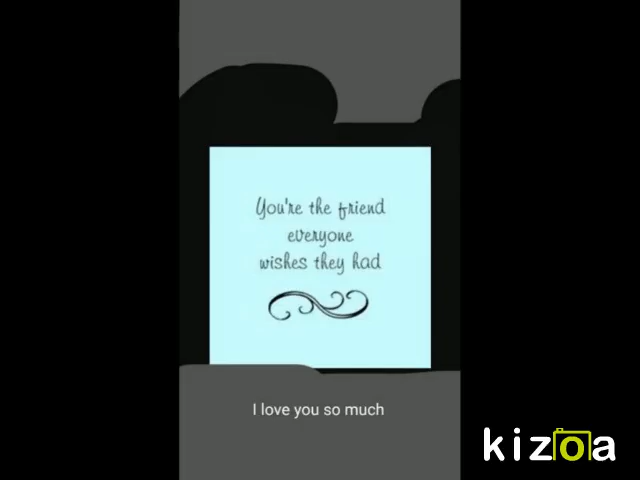 You're the friend
everyone
wishes they had
I love you so much
kizoa